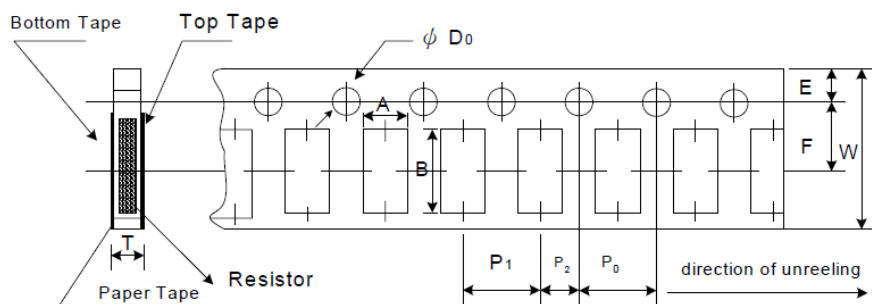 Bottom Tape
Top Tape
ψ D0
E
A
F
W
B
T
P1
P2
P0
Resistor
direction of unreeling
Paper Tape